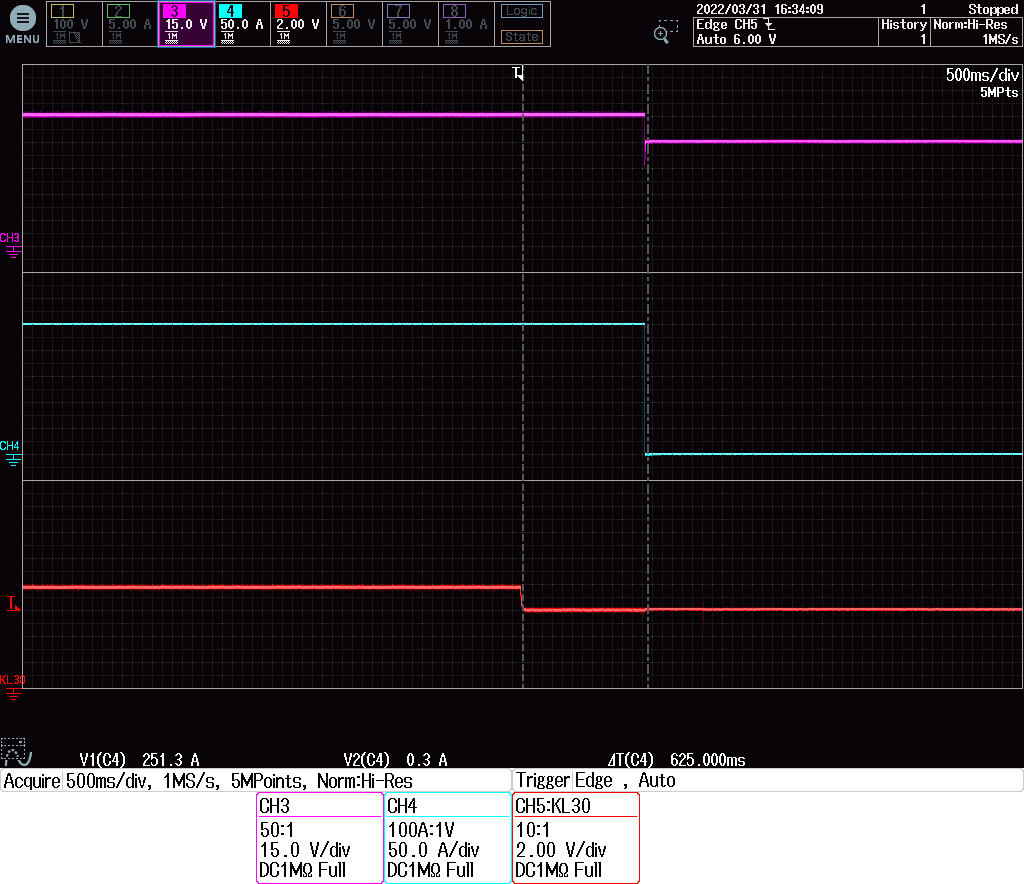 MENU
1 100 V 1M
2 5.00 A 1M
3 15.0 V 1M
4 50.0 A 1M
5 2.00 V 1M
6 5.00 V 1M
7 5.00 V 1M
8 1.00 A 1M
Logic
State
2022/03/31 16:34:09 1 Stopped
Edge CH5 History Norm:Hi-Res
Auto 6.00 V 1 1MS/s
T
500ms/div
5MPts
CH3
CH4
T
KL30
V1(C4) 251.3 A V2(C4) 0.3 A ΔT(C4) 625.000ms
Acquire 500ms/div, 1MS/s, 5MPoints, Norm:Hi-Res Trigger Edge , Auto
CH3
50:1
15.0 V/div
DC1MΩ Full
CH4
100A:1V
50.0 A/div
DC1MΩ Full
CH5:KL30
10:1
2.00 V/div
DC1MΩ Full